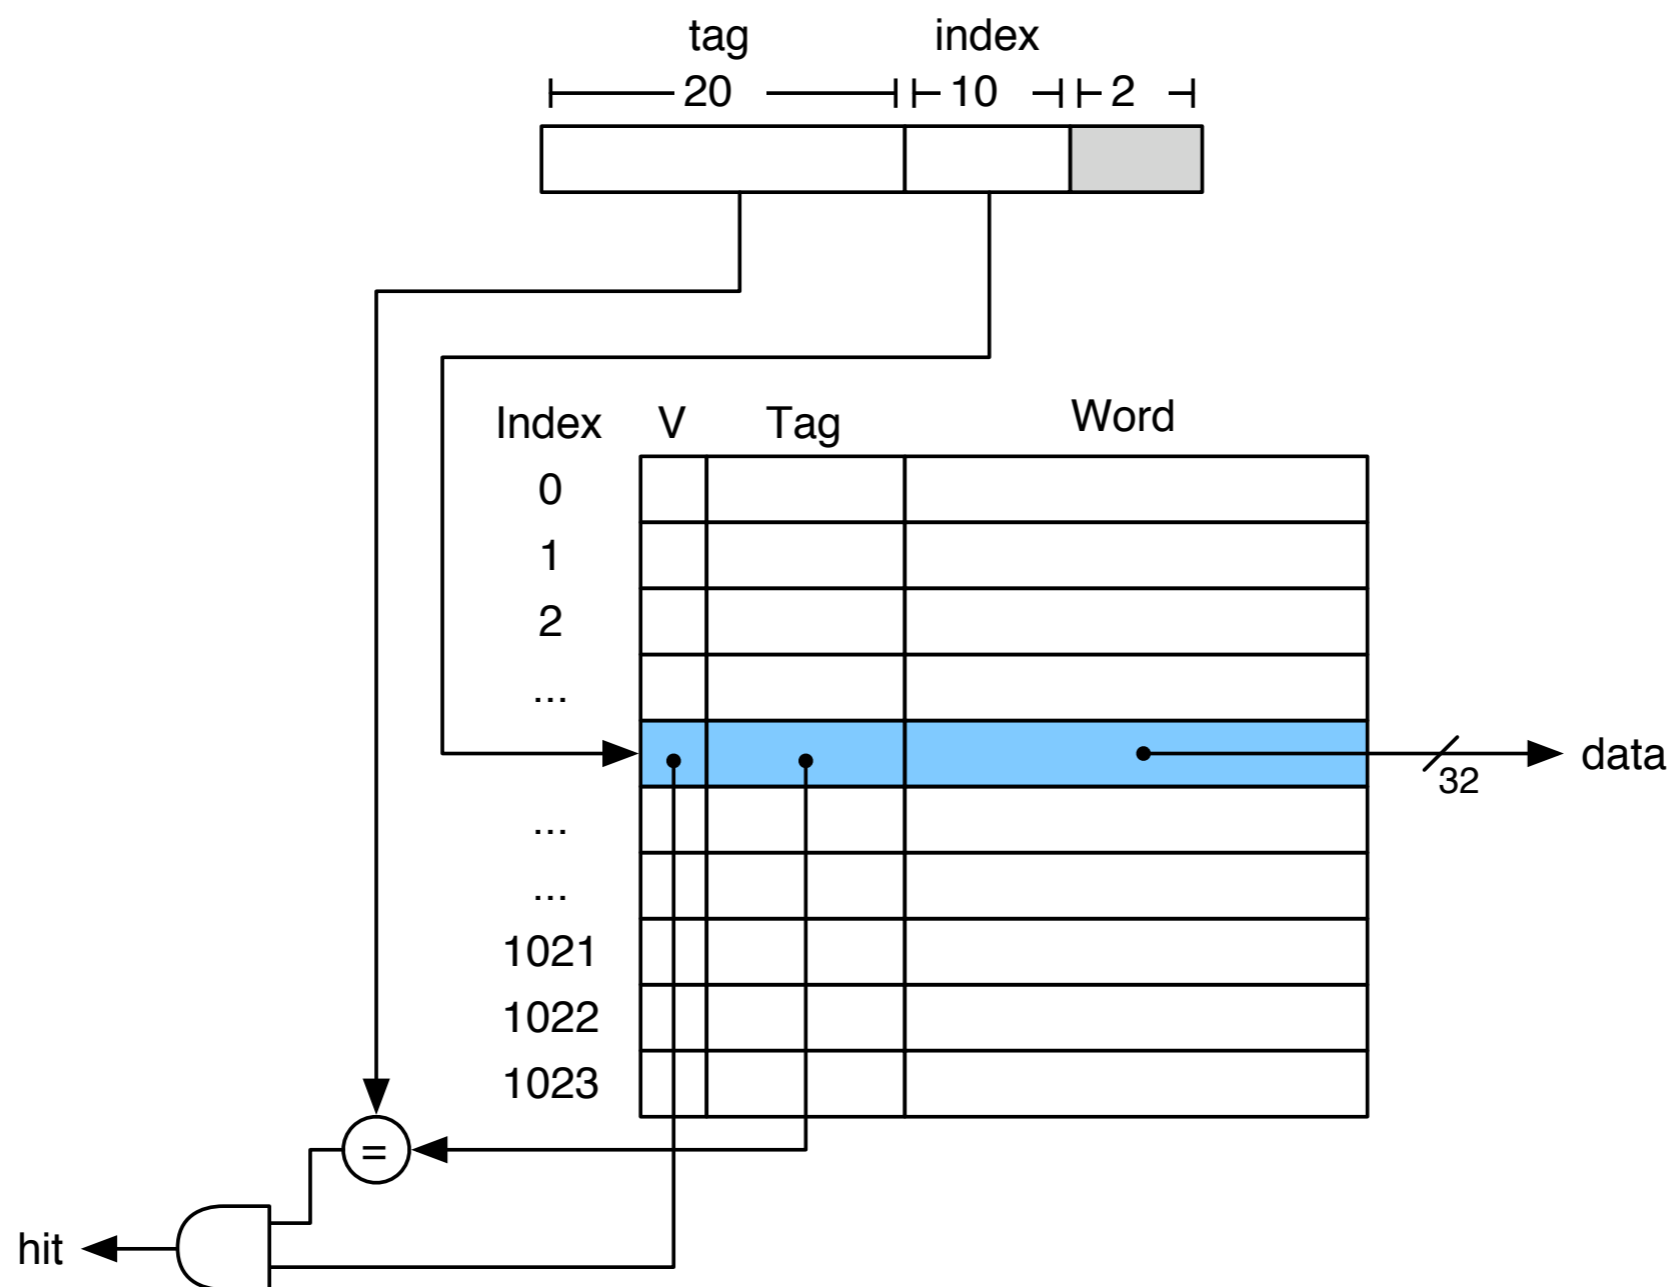 tag index
20 10 2
Index V Tag Word
0
1
2
...
data
32
...
...
1021
1022
1023
=
hit